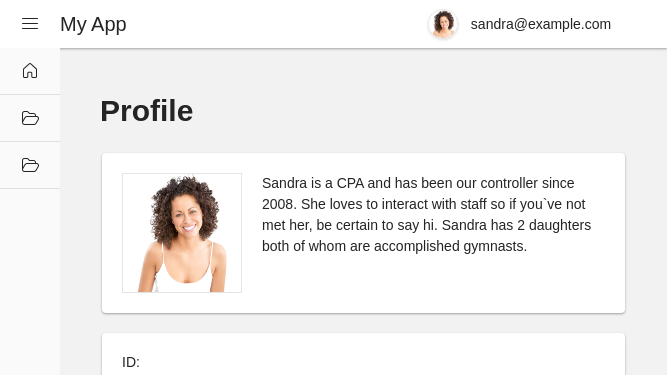 My App
sandra@example.com
Profile
Sandra is a CPA and has been our controller since
2008. She loves to interact with staff so if you`ve not
met her, be certain to say hi. Sandra has 2 daughters
both of whom are accomplished gymnasts.
ID: